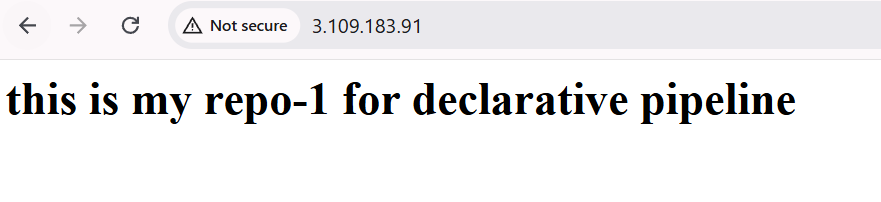 Not secure 3.109.183.91
this is my repo-1 for declarative pipeline